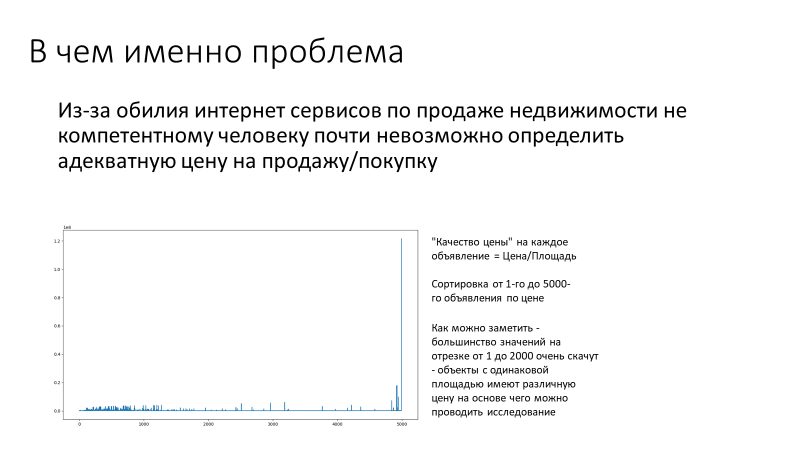 В чем именно проблема
Из-за обилия интернет сервисов по продаже недвижимости не
компетентному человеку почти невозможно определить
адекватную цену на продажу/покупку
1e8
1.2
1.0
0.8
0.6
0.4
0.2
0.0
0 1000 2000 3000 4000 5000
"Качество цены" на каждое
объявление = Цена/Площадь
Сортировка от 1-го до 5000-
го объявления по цене
Как можно заметить -
большинство значений на
отрезке от 1 до 2000 очень скачут
- объекты с одинаковой
площадью имеют различную
цену на основе чего можно
проводить исследование